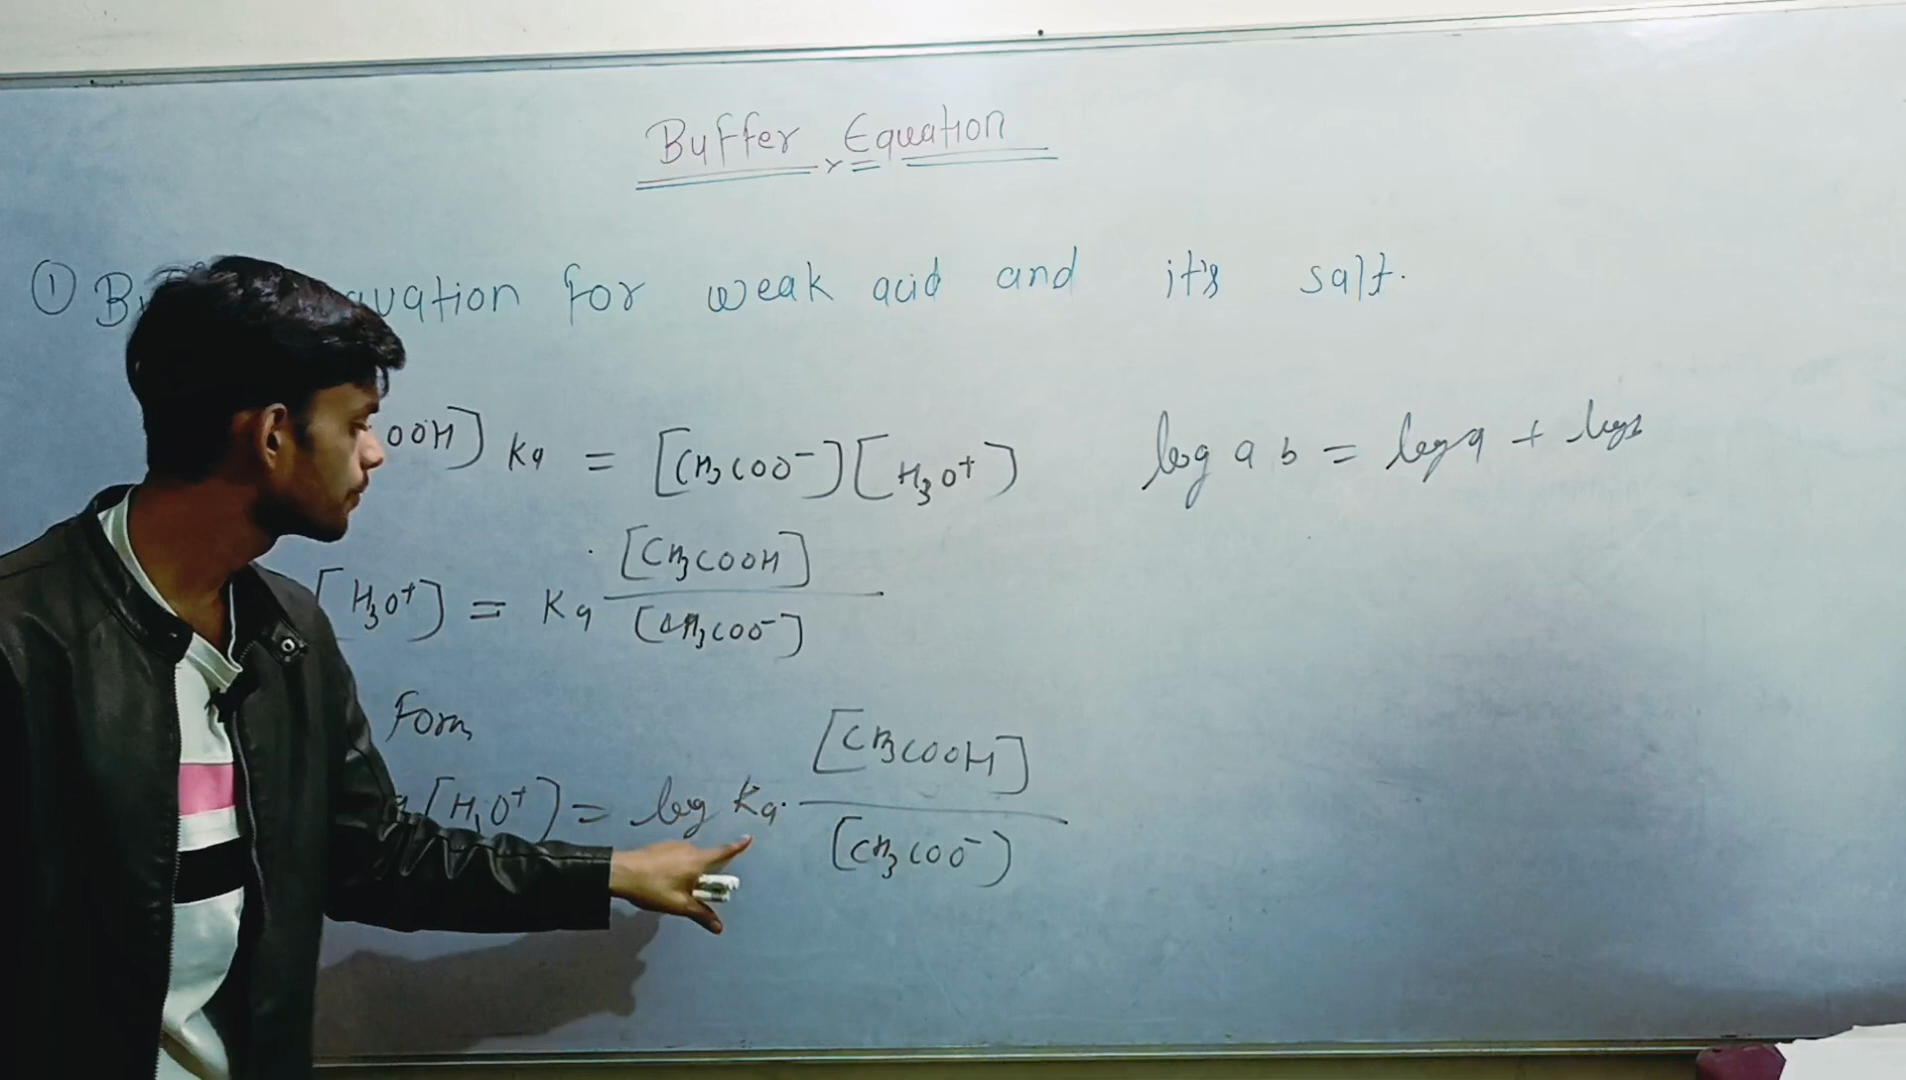 Buffer Equation
① B uation for weak acid and it's salt.
OOH] Ka = [CH3COO-][H3O+]
log a b = log a + log b
[H3O+] = Ka [CH3COOH] / [CH3COO-]
Form
[H3O+] = log Ka. [CH3COOH] / [CH3COO-]